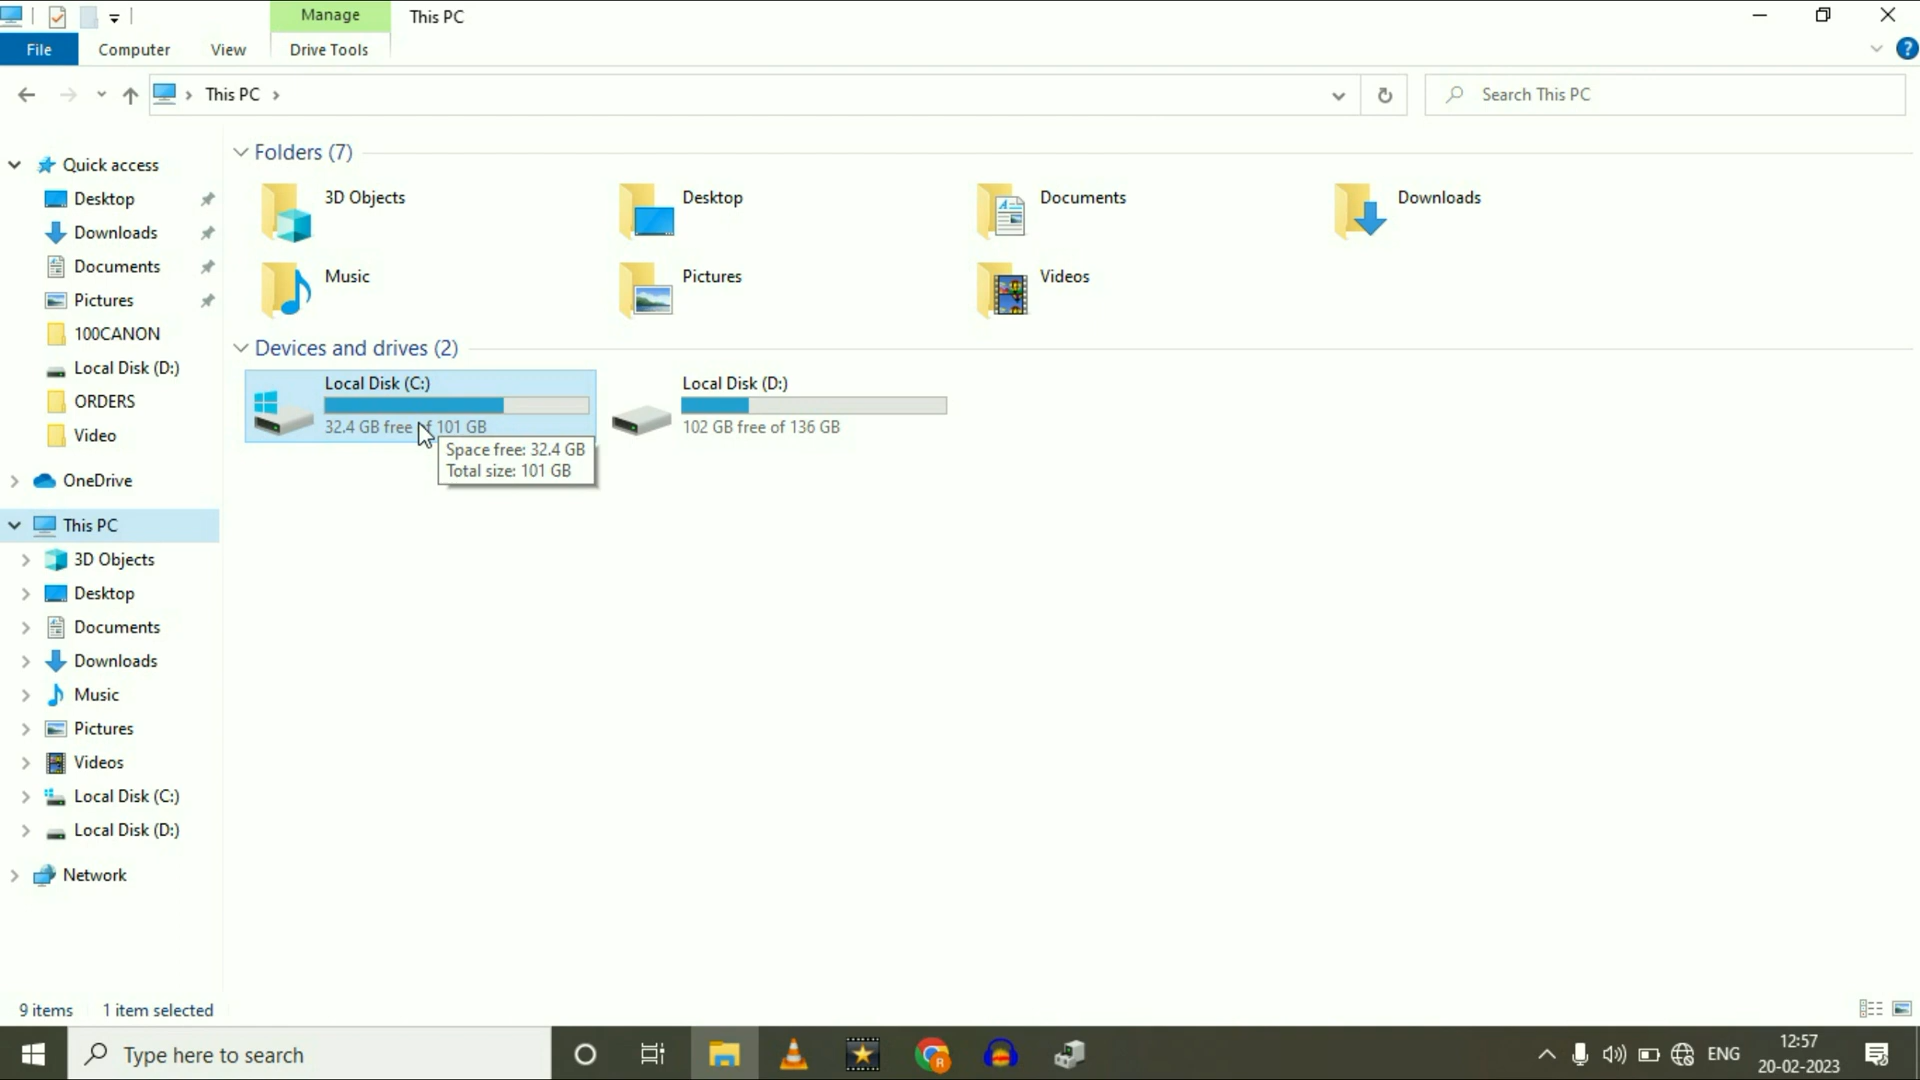 Manage
This PC
File
Computer
View
Drive Tools
This PC
Search This PC
Quick access
Desktop
Downloads
Documents
Pictures
100CANON
Local Disk (D:)
ORDERS
Video
OneDrive
This PC
3D Objects
Desktop
Documents
Downloads
Music
Pictures
Videos
Local Disk (C:)
Local Disk (D:)
Network
Folders (7)
3D Objects
Desktop
Documents
Downloads
Music
Pictures
Videos
Devices and drives (2)
Local Disk (C:)
32.4 GB free of 101 GB
Local Disk (D:)
102 GB free of 136 GB
Space free: 32.4 GB
Total size: 101 GB
9 items
1 item selected
Type here to search
R
ENG
12:57
20-02-2023